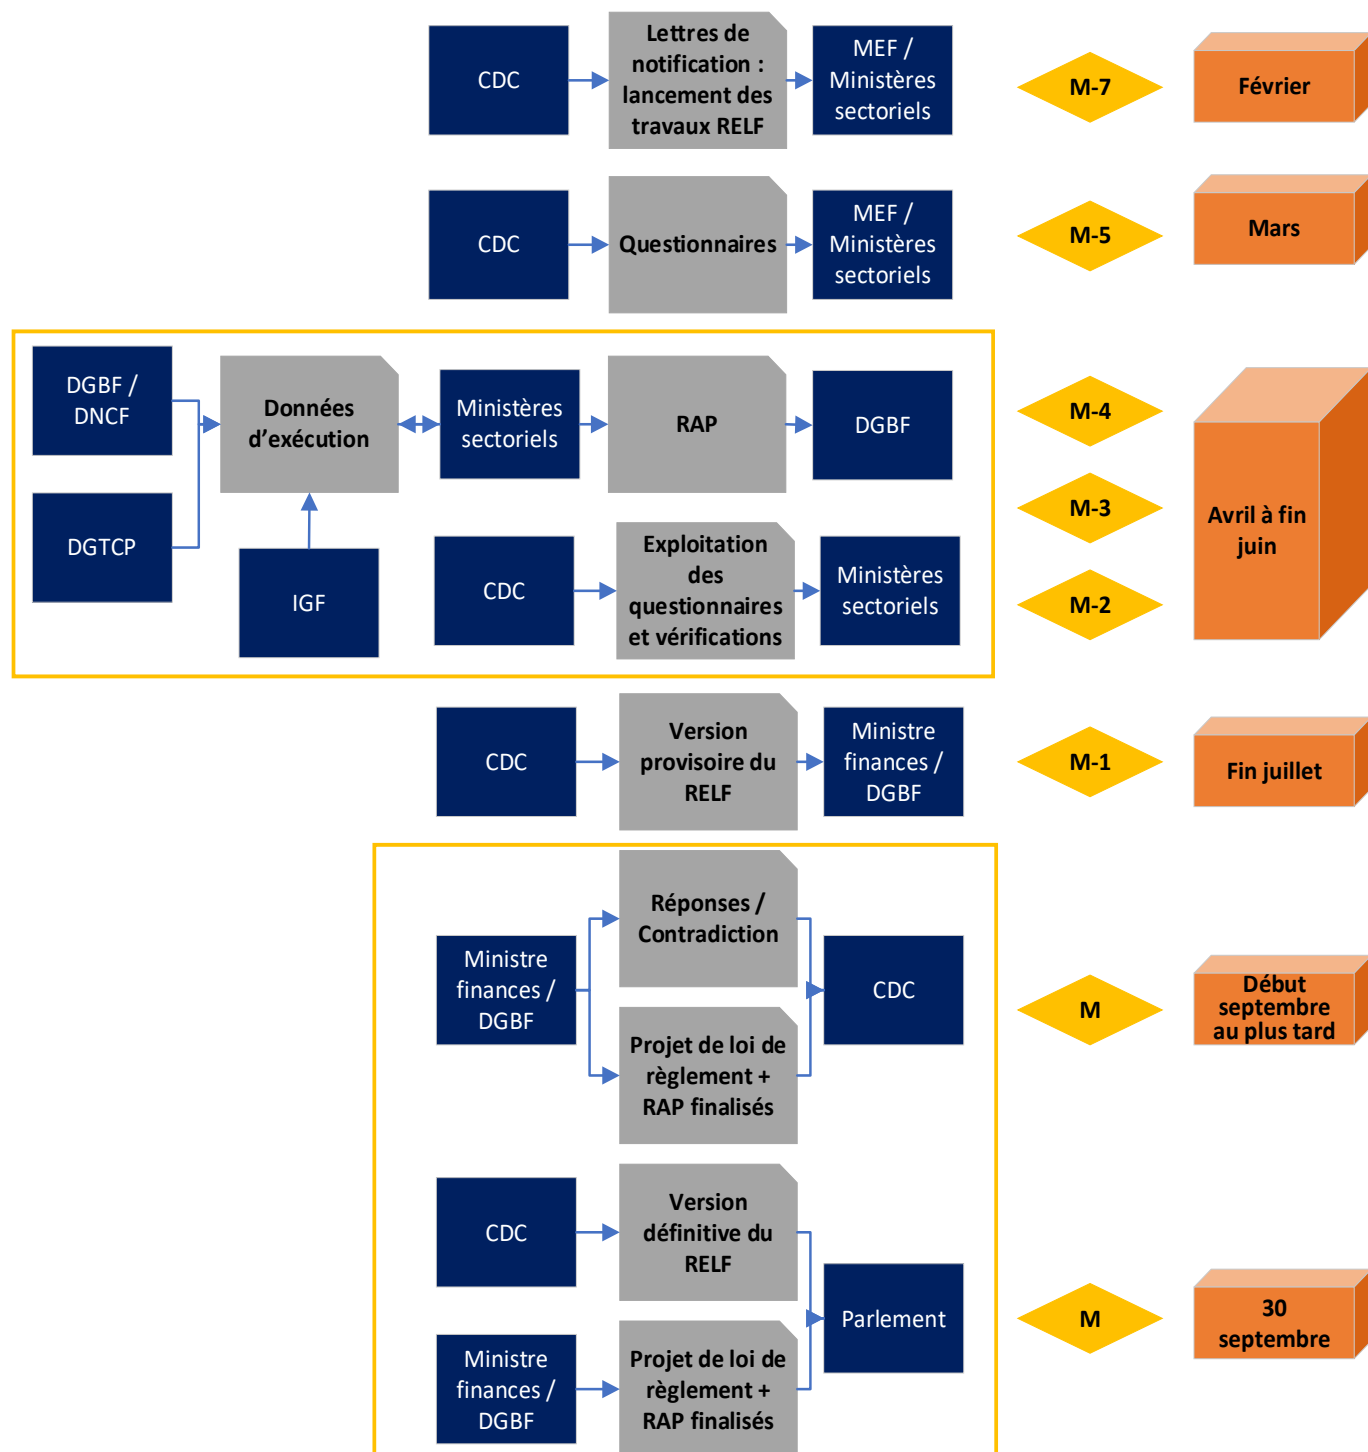 CDC
Lettres de
notification :
lancement des
travaux RELF
MEF /
Ministères
sectoriels
M-7
Février
CDC
Questionnaires
MEF /
Ministères
sectoriels
M-5
Mars
DGBF /
DNCF
DGTCP
Données
d’exécution
IGF
Ministères
sectoriels
RAP
DGBF
CDC
Exploitation
des
questionnaires
et vérifications
Ministères
sectoriels
M-4
M-3
M-2
Avril à fin
juin
CDC
Version
provisoire du
RELF
Ministre
finances /
DGBF
M-1
Fin juillet
Ministre
finances /
DGBF
Réponses /
Contradiction
Projet de loi de
règlement +
RAP finalisés
CDC
M
Début
septembre
au plus tard
CDC
Version
définitive du
RELF
Ministre
finances /
DGBF
Projet de loi de
règlement +
RAP finalisés
Parlement
M
30
septembre